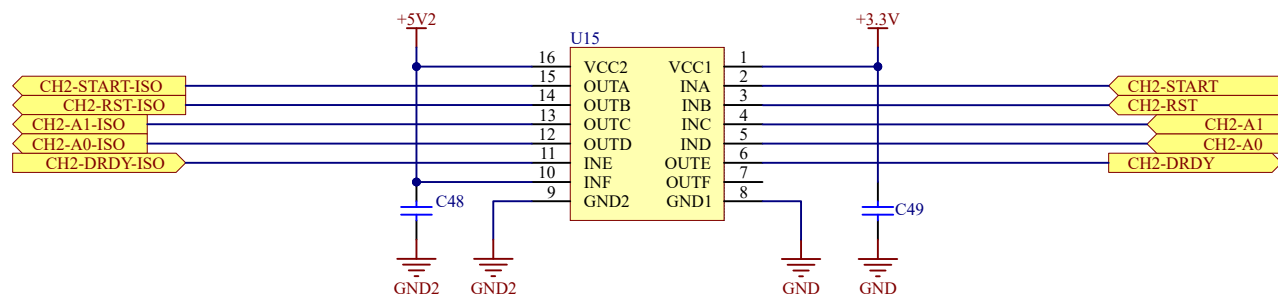 +5V2 +3.3V
U15
16 VCC2 VCC1 1
CH2-START-ISO 15 OUTA INA 2 CH2-START
CH2-RST-ISO 14 OUTB INB 3 CH2-RST
CH2-A1-ISO 13 OUTC INC 4 CH2-A1
CH2-A0-ISO 12 OUTD IND 5 CH2-A0
CH2-DRDY-ISO 11 INE OUTE 6 CH2-DRDY
10 INF OUTF 7
C48 9 GND2 GND1 8 C49
GND2 GND2 GND GND